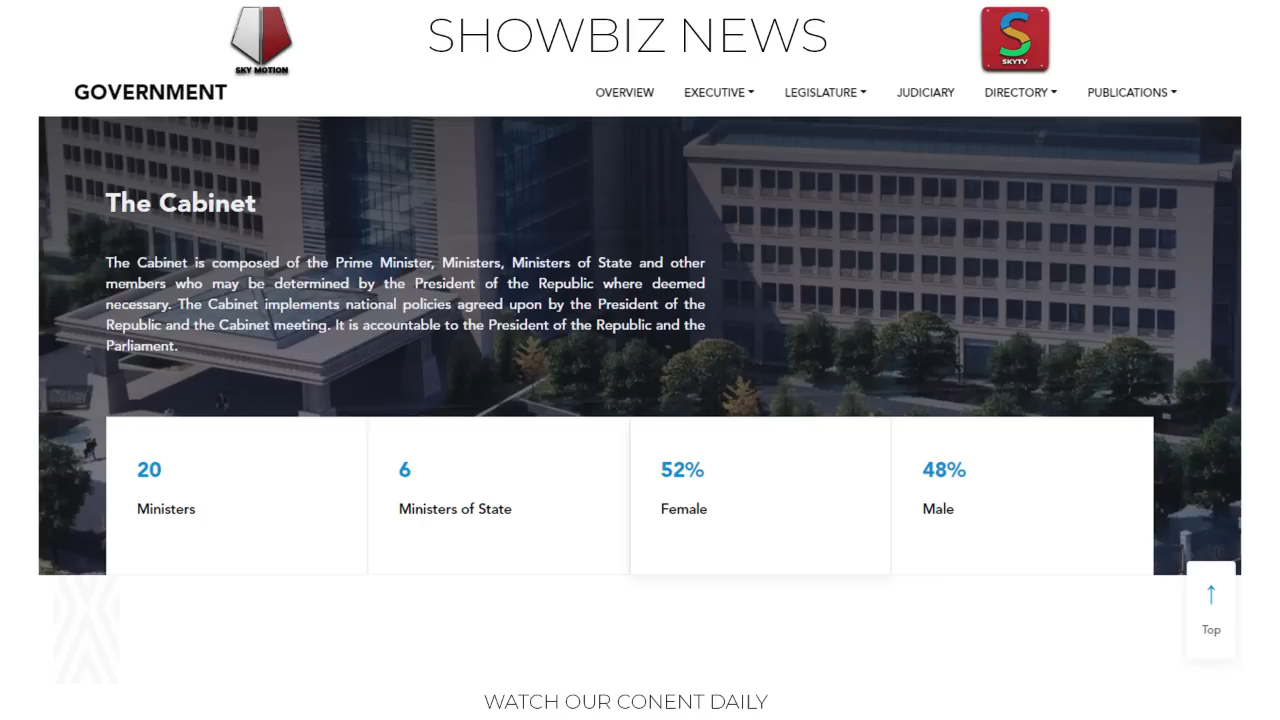 SHOWBIZ NEWS
SKY MOTION
SKYTV
GOVERNMENT
OVERVIEW
EXECUTIVE
LEGISLATURE
JUDICIARY
DIRECTORY
PUBLICATIONS
The Cabinet
The Cabinet is composed of the Prime Minister, Ministers, Ministers of State and other
members who may be determined by the President of the Republic where deemed
necessary. The Cabinet implements national policies agreed upon by the President of the
Republic and the Cabinet meeting. It is accountable to the President of the Republic and the
Parliament.
20
Ministers
6
Ministers of State
52%
Female
48%
Male
Top
WATCH OUR CONENT DAILY